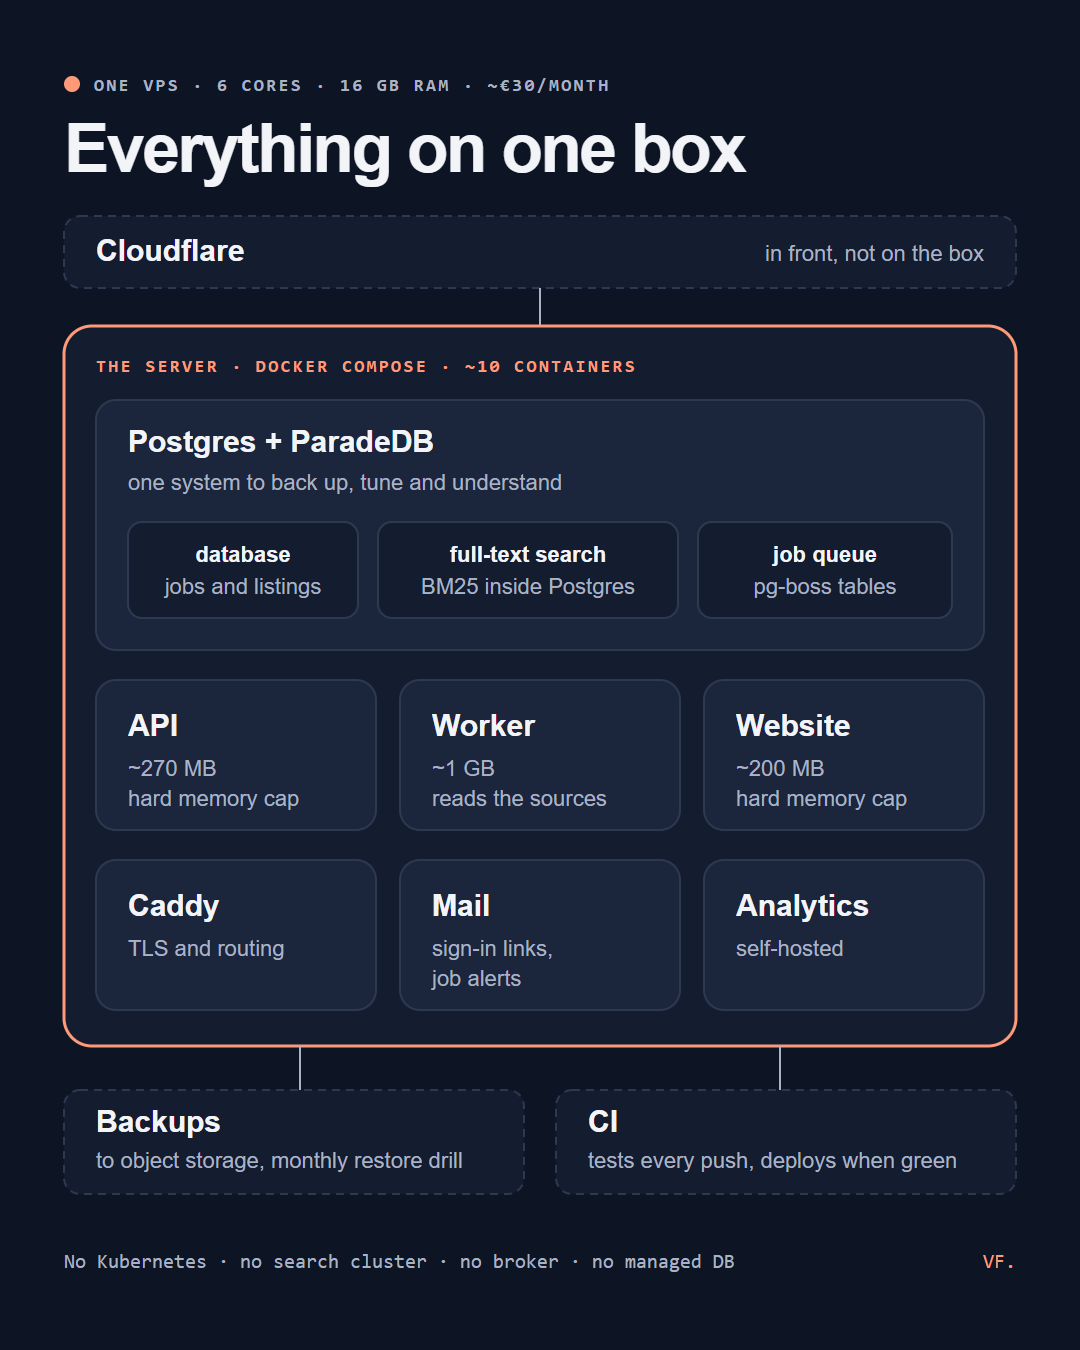 ONE VPS · 6 CORES · 16 GB RAM · ~€30/MONTH
Everything on one box
Cloudflare
in front, not on the box
THE SERVER · DOCKER COMPOSE · ~10 CONTAINERS
Postgres + ParadeDB
one system to back up, tune and understand
database
jobs and listings
full-text search
BM25 inside Postgres
job queue
pg-boss tables
API
~270 MB
hard memory cap
Worker
~1 GB
reads the sources
Website
~200 MB
hard memory cap
Caddy
TLS and routing
Mail
sign-in links,
job alerts
Analytics
self-hosted
Backups
to object storage, monthly restore drill
CI
tests every push, deploys when green
No Kubernetes · no search cluster · no broker · no managed DB
VF.